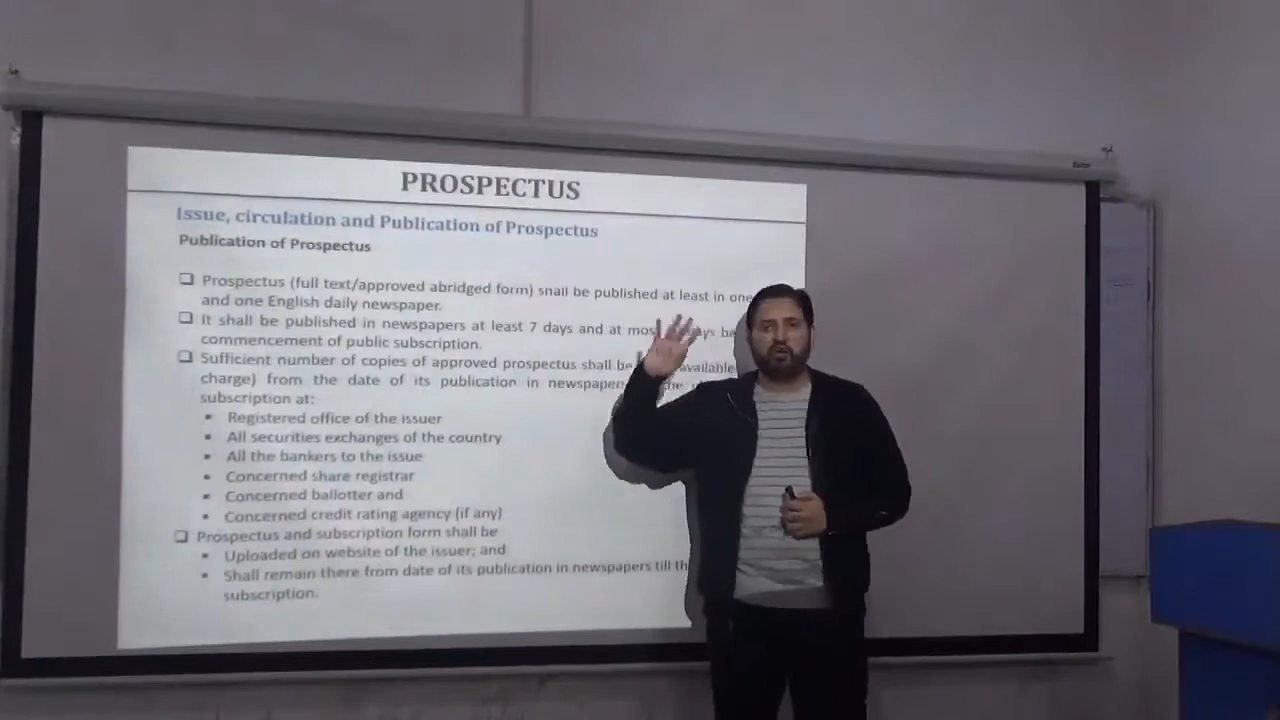 PROSPECTUS
Issue, circulation and Publication of Prospectus
Publication of Prospectus
Prospectus (full text/approved abridged form) shall be published at least in one
and one English daily newspaper.
It shall be published in newspapers at least 7 days and at most
commencement of public subscription.
Sufficient number of copies of approved prospectus shall be available
charge) from the date of its publication in newspaper
subscription at:
Registered office of the issuer
All securities exchanges of the country
All the bankers to the issue
Concerned share registrar
Concerned ballotter and
Concerned credit rating agency (if any)
Prospectus and subscription form shall be
Uploaded on website of the issuer; and
Shall remain there from date of its publication in newspapers till
subscription.